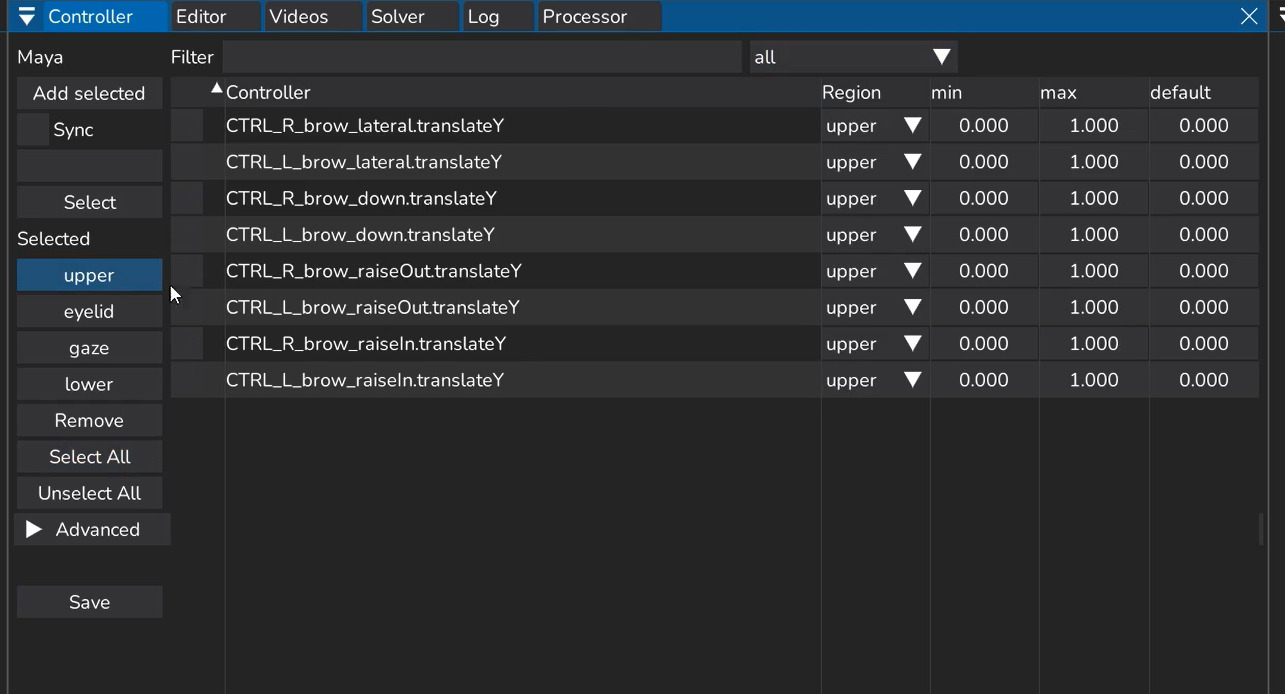 Controller Editor Videos Solver Log Processor
Maya Filter all
Add selected Controller Region min max default
Sync CTRL_R_brow_lateral.translateY upper 0.000 1.000 0.000
CTRL_L_brow_lateral.translateY upper 0.000 1.000 0.000
Select CTRL_R_brow_down.translateY upper 0.000 1.000 0.000
Selected CTRL_L_brow_down.translateY upper 0.000 1.000 0.000
upper CTRL_R_brow_raiseOut.translateY upper 0.000 1.000 0.000
eyelid CTRL_L_brow_raiseOut.translateY upper 0.000 1.000 0.000
gaze CTRL_R_brow_raiseIn.translateY upper 0.000 1.000 0.000
lower CTRL_L_brow_raiseIn.translateY upper 0.000 1.000 0.000
Remove
Select All
Unselect All
Advanced
Save